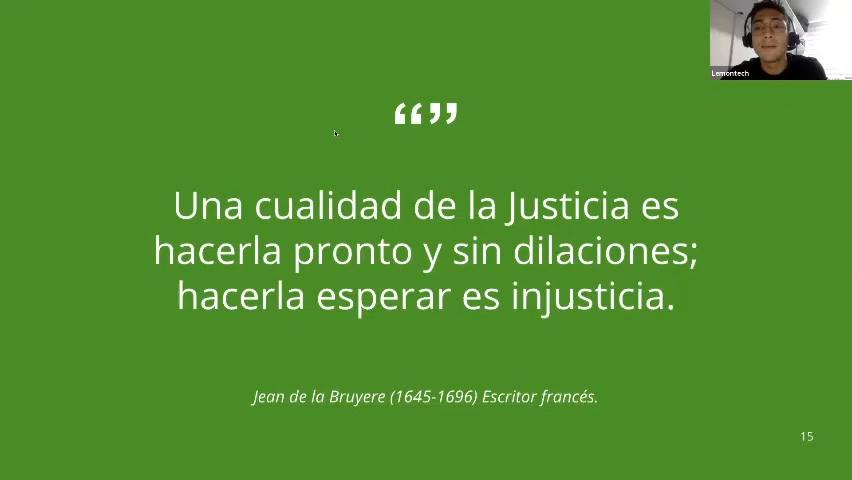 Lemontech
“”
Una cualidad de la Justicia es
hacerla pronto y sin dilaciones;
hacerla esperar es injusticia.
Jean de la Bruyere (1645-1696) Escritor francés.
15